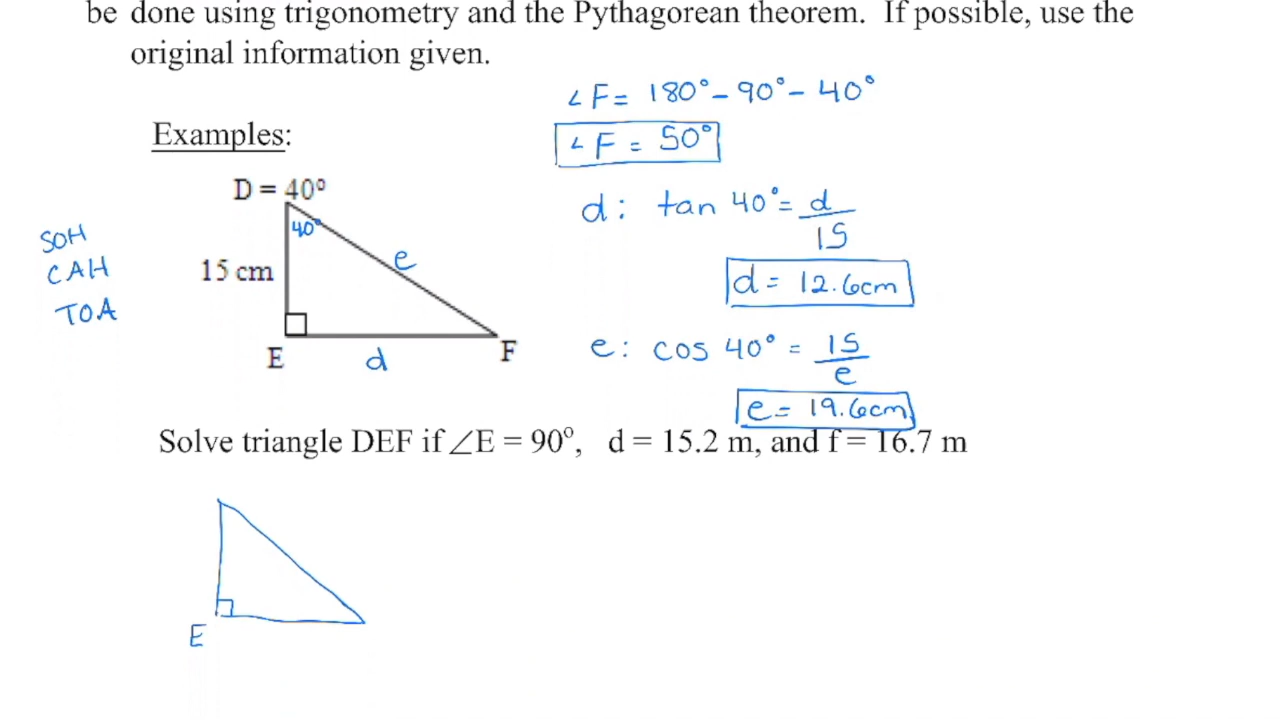 be done using trigonometry and the Pythagorean theorem. If possible, use the
original information given.
∠F = 180° - 90° - 40°
Examples:
∠F = 50°
D = 40°
40°
d: tan 40° = d/15
SOH
CAH
TOA
15 cm
e
d = 12.6cm
E
d
F
e: cos 40° = 15/e
e = 19.6cm
Solve triangle DEF if ∠E = 90°, d = 15.2 m, and f = 16.7 m
E